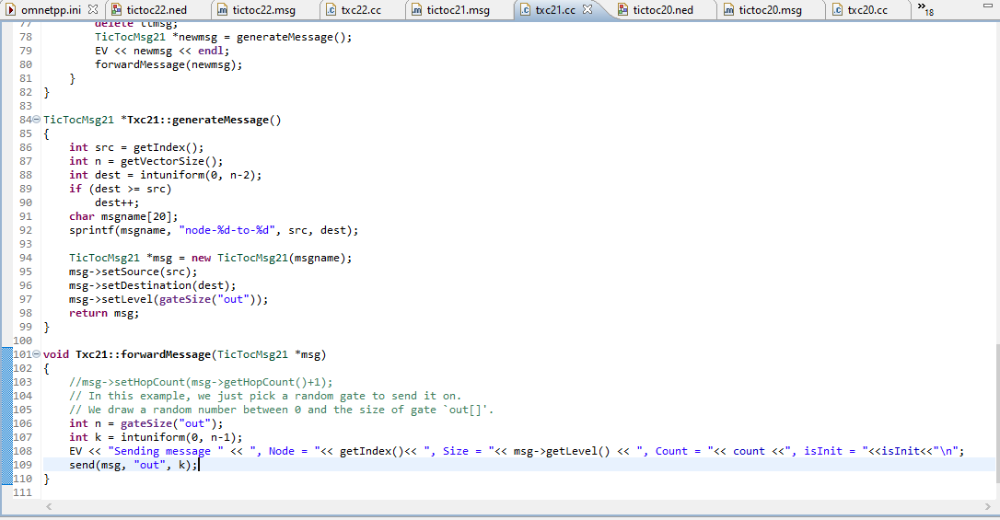 omnetpp.ini tictoc22.ned tictoc22.msg txc22.cc tictoc21.msg txc21.cc tictoc20.ned tictoc20.msg txc20.cc »18
77 delete ttmsg;
78 TicTocMsg21 *newmsg = generateMessage();
79 EV << newmsg << endl;
80 forwardMessage(newmsg);
81 }
82 }
83
84 TicTocMsg21 *Txc21::generateMessage()
85 {
86 int src = getIndex();
87 int n = getVectorSize();
88 int dest = intuniform(0, n-2);
89 if (dest >= src)
90 dest++;
91 char msgname[20];
92 sprintf(msgname, "node-%d-to-%d", src, dest);
93
94 TicTocMsg21 *msg = new TicTocMsg21(msgname);
95 msg->setSource(src);
96 msg->setDestination(dest);
97 msg->setLevel(gateSize("out"));
98 return msg;
99 }
100
101 void Txc21::forwardMessage(TicTocMsg21 *msg)
102 {
103 //msg->setHopCount(msg->getHopCount()+1);
104 // In this example, we just pick a random gate to send it on.
105 // We draw a random number between 0 and the size of gate `out[]'.
106 int n = gateSize("out");
107 int k = intuniform(0, n-1);
108 EV << "Sending message " << ", Node = "<< getIndex()<< ", Size = "<< msg->getLevel() << ", Count = "<< count <<", isInit = "<<isInit<<"\n";
109 send(msg, "out", k);
110 }
111